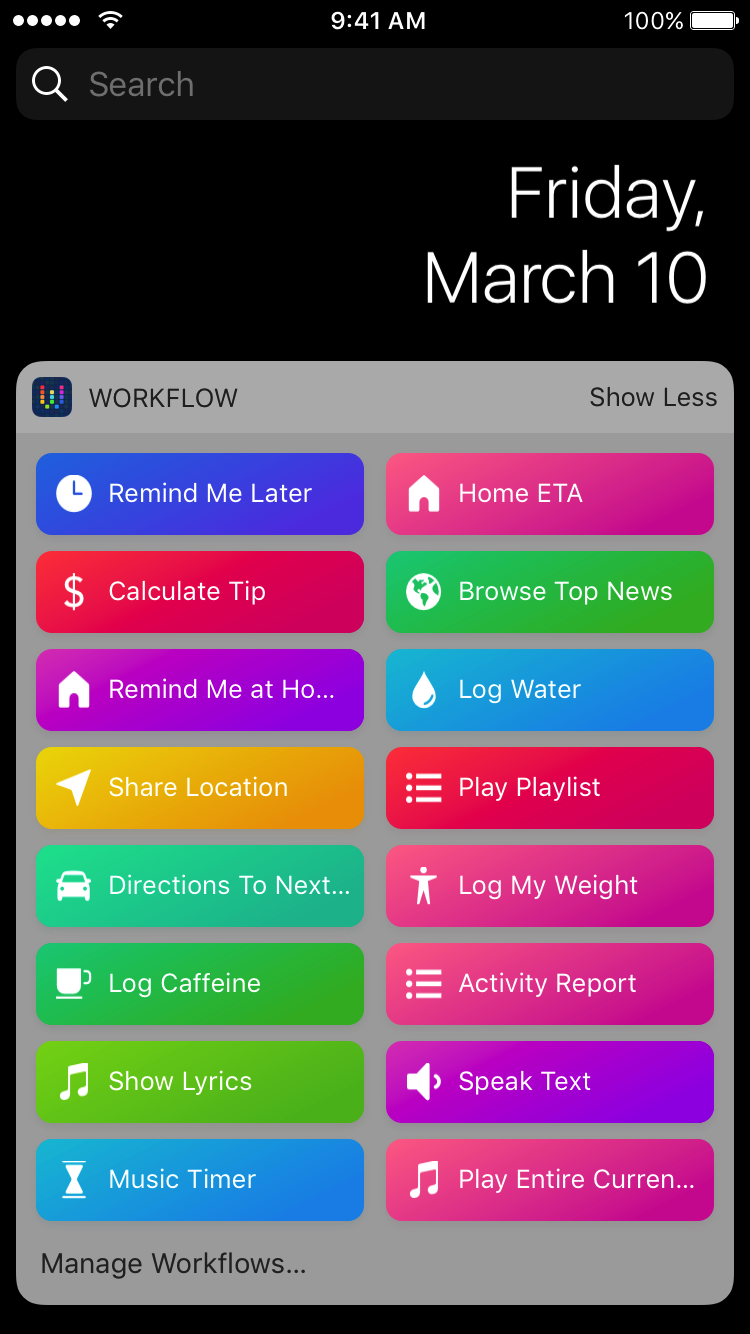 9:41 AM
100%
Search
Friday,
March 10
WORKFLOW
Show Less
Remind Me Later
Home ETA
Calculate Tip
Browse Top News
Remind Me at Ho...
Log Water
Share Location
Play Playlist
Directions To Next...
Log My Weight
Log Caffeine
Activity Report
Show Lyrics
Speak Text
Music Timer
Play Entire Curren...
Manage Workflows...